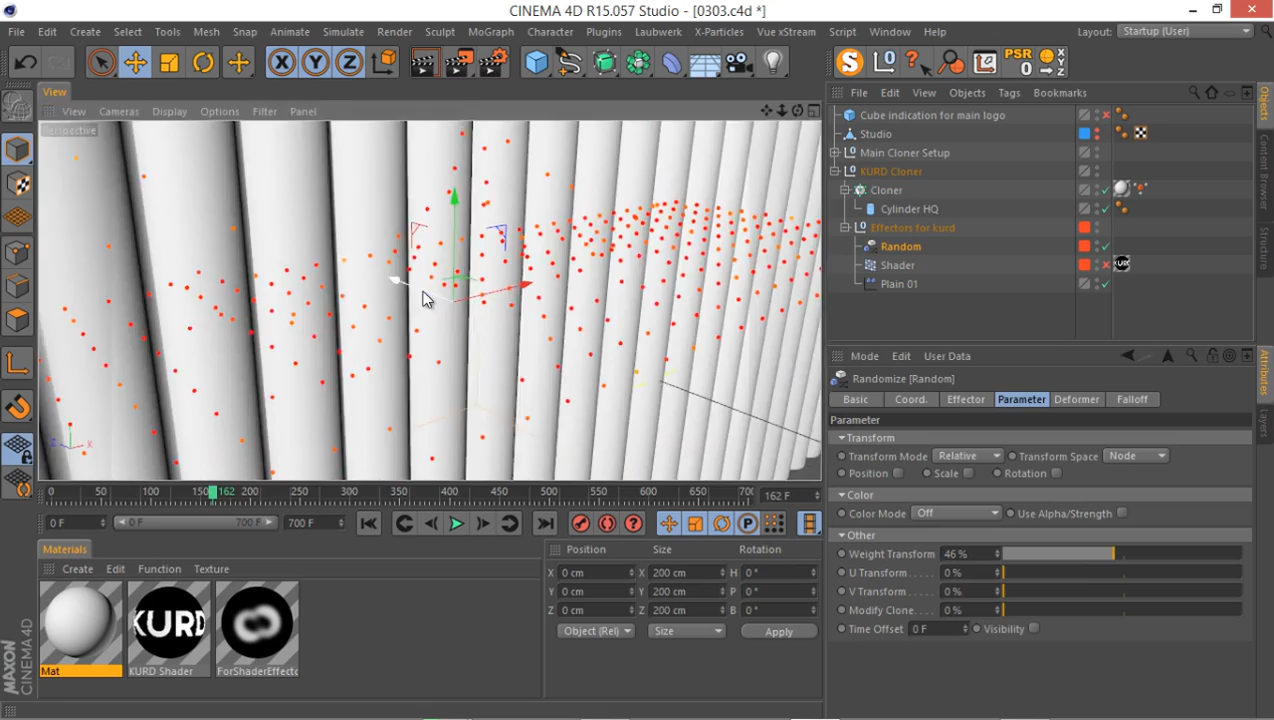 CINEMA 4D R15.057 Studio - [0303.c4d *]
File Edit Create Select Tools Mesh Snap Animate Simulate Render Sculpt MoGraph Character Plugins Laubwerk X-Particles Vue xStream Script Window Help Layout: Startup (User)
X Y Z S PSR 0
View
View Cameras Display Options Filter Panel
Perspective
File Edit View Objects Tags Bookmarks
Cube indication for main logo
Studio
Main Cloner Setup
KURD Cloner
Cloner
Cylinder HQ
Effectors for kurd
Random
Shader
Plain 01
Objects
Content Browser
Structure
Mode Edit User Data
Randomize [Random]
Basic Coord. Effector Parameter Deformer Falloff
Parameter
Transform
Transform Mode Relative Transform Space Node
Position Scale Rotation
Color
Color Mode Off Use Alpha/Strength
Other
Weight Transform 46 %
U Transform 0 %
V Transform 0 %
Modify Clone 0 %
Time Offset 0 F Visibility
Attributes
Layers
Z X
0 50 100 150 162 200 250 300 350 400 450 500 550 600 650 700 162 F
0 F 0 F 700 F 700 F
Materials
Create Edit Function Texture
KURD
Mat KURD Shader ForShaderEffecto
Position Size Rotation
X 0 cm X 200 cm H 0 °
Y 0 cm Y 200 cm P 0 °
Z 0 cm Z 200 cm B 0 °
Object (Rel) Size Apply
MAXON
CINEMA 4D